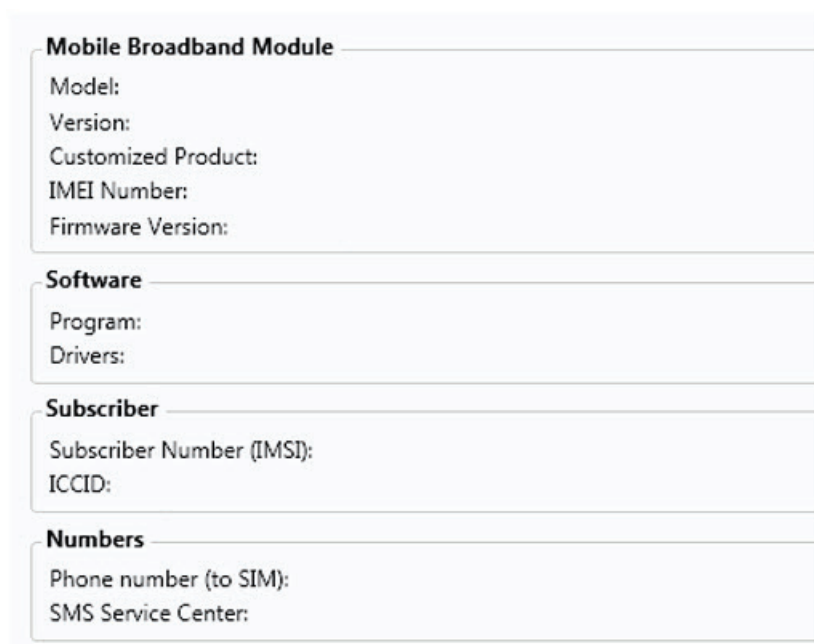 Mobile Broadband Module
Model:
Version:
Customized Product:
IMEI Number:
Firmware Version:
Software
Program:
Drivers:
Subscriber
Subscriber Number (IMSI):
ICCID:
Numbers
Phone number (to SIM):
SMS Service Center: